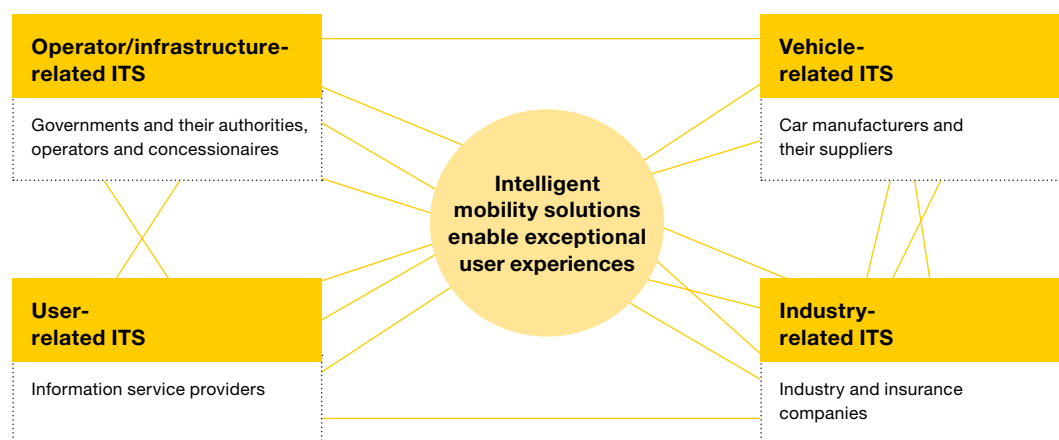 Operator/infrastructure-
related ITS
Governments and their authorities,
operators and concessionaires
Vehicle-
related ITS
Car manufacturers and
their suppliers
Intelligent
mobility solutions
enable exceptional
user experiences
User-
related ITS
Information service providers
Industry-
related ITS
Industry and insurance
companies